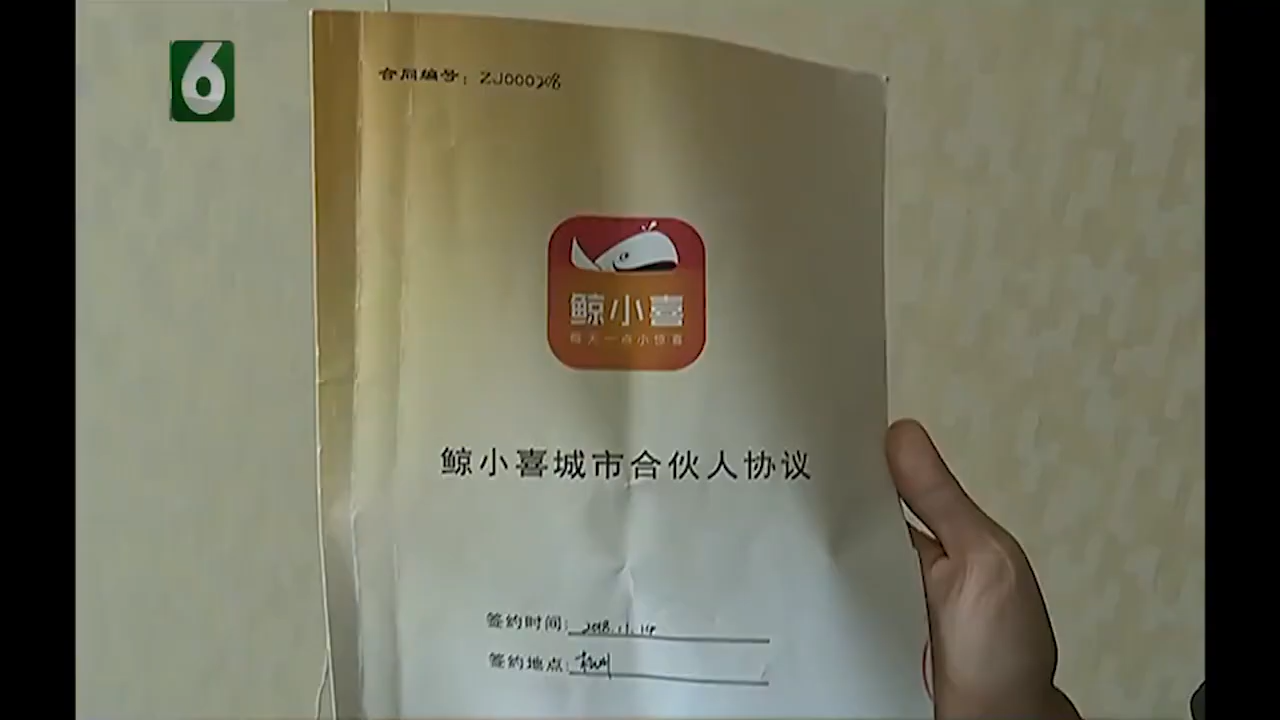 6
合同编号：ZJ000308
鲸小喜
每天一点小惊喜
鲸小喜城市合伙人协议
签约时间：2018.11.14
签约地点：杭州